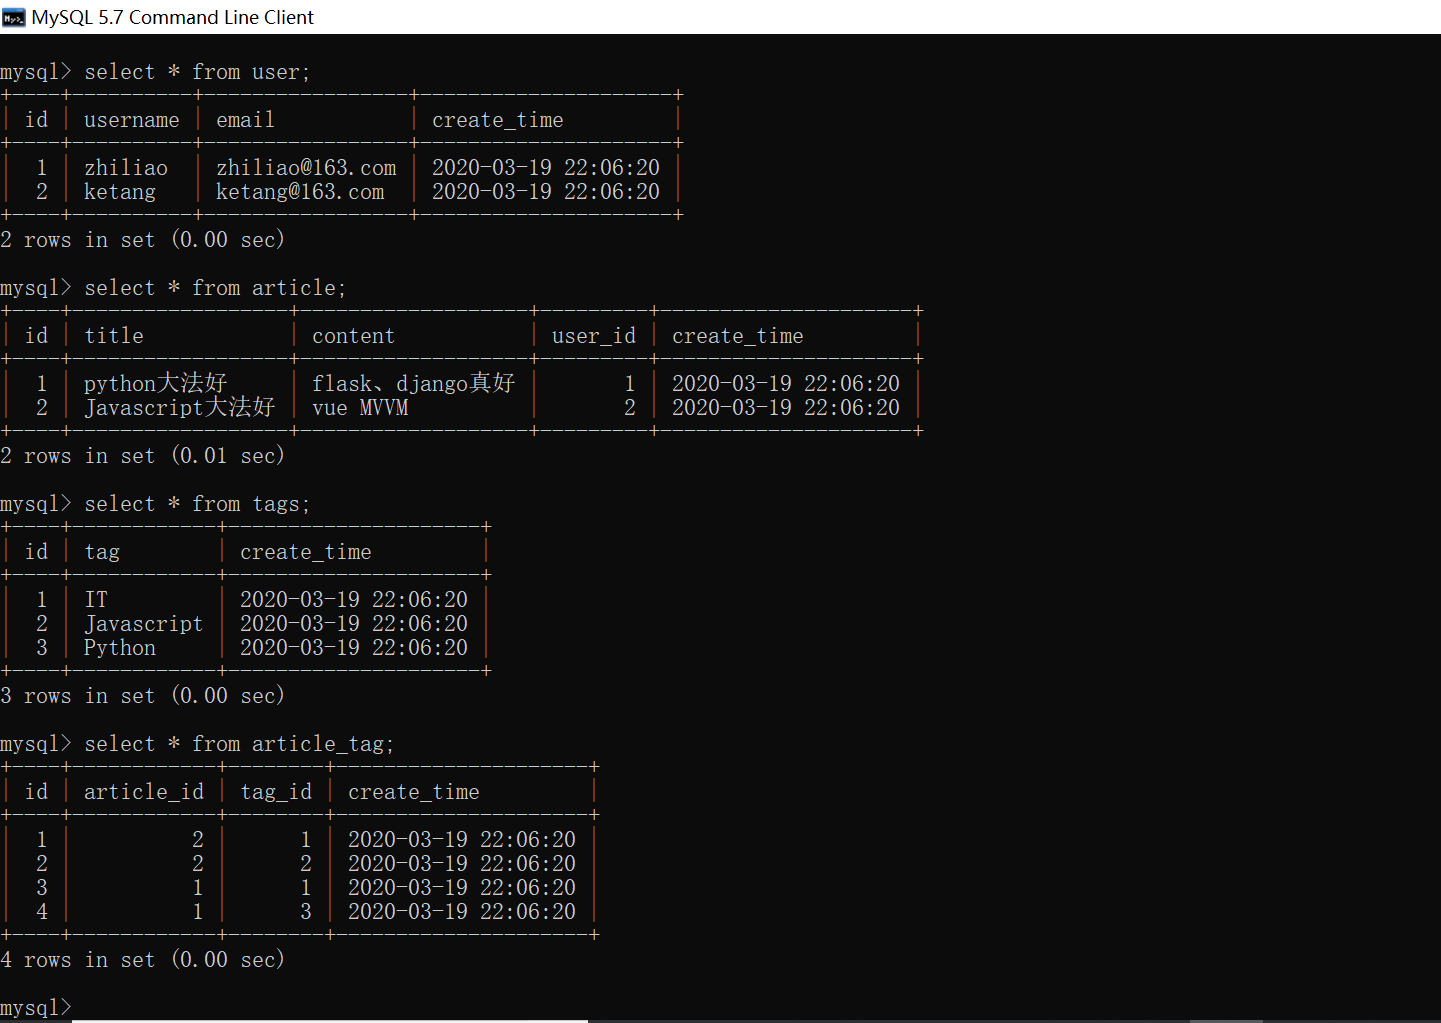 MySQL 5.7 Command Line Client
mysql> select * from user;
+----+----------+-----------------+---------------------+
| id | username | email           | create_time         |
+----+----------+-----------------+---------------------+
|  1 | zhiliao  | zhiliao@163.com | 2020-03-19 22:06:20 |
|  2 | ketang   | ketang@163.com  | 2020-03-19 22:06:20 |
+----+----------+-----------------+---------------------+
2 rows in set (0.00 sec)
mysql> select * from article;
+----+------------------+-------------------+---------+---------------------+
| id | title            | content           | user_id | create_time         |
+----+------------------+-------------------+---------+---------------------+
|  1 | python大法好     | flask、django真好 |       1 | 2020-03-19 22:06:20 |
|  2 | Javascript大法好 | vue MVVM          |       2 | 2020-03-19 22:06:20 |
+----+------------------+-------------------+---------+---------------------+
2 rows in set (0.01 sec)
mysql> select * from tags;
+----+------------+---------------------+
| id | tag        | create_time         |
+----+------------+---------------------+
|  1 | IT         | 2020-03-19 22:06:20 |
|  2 | Javascript | 2020-03-19 22:06:20 |
|  3 | Python     | 2020-03-19 22:06:20 |
+----+------------+---------------------+
3 rows in set (0.00 sec)
mysql> select * from article_tag;
+----+------------+--------+---------------------+
| id | article_id | tag_id | create_time         |
+----+------------+--------+---------------------+
|  1 |          2 |      1 | 2020-03-19 22:06:20 |
|  2 |          2 |      2 | 2020-03-19 22:06:20 |
|  3 |          1 |      1 | 2020-03-19 22:06:20 |
|  4 |          1 |      3 | 2020-03-19 22:06:20 |
+----+------------+--------+---------------------+
4 rows in set (0.00 sec)
mysql>